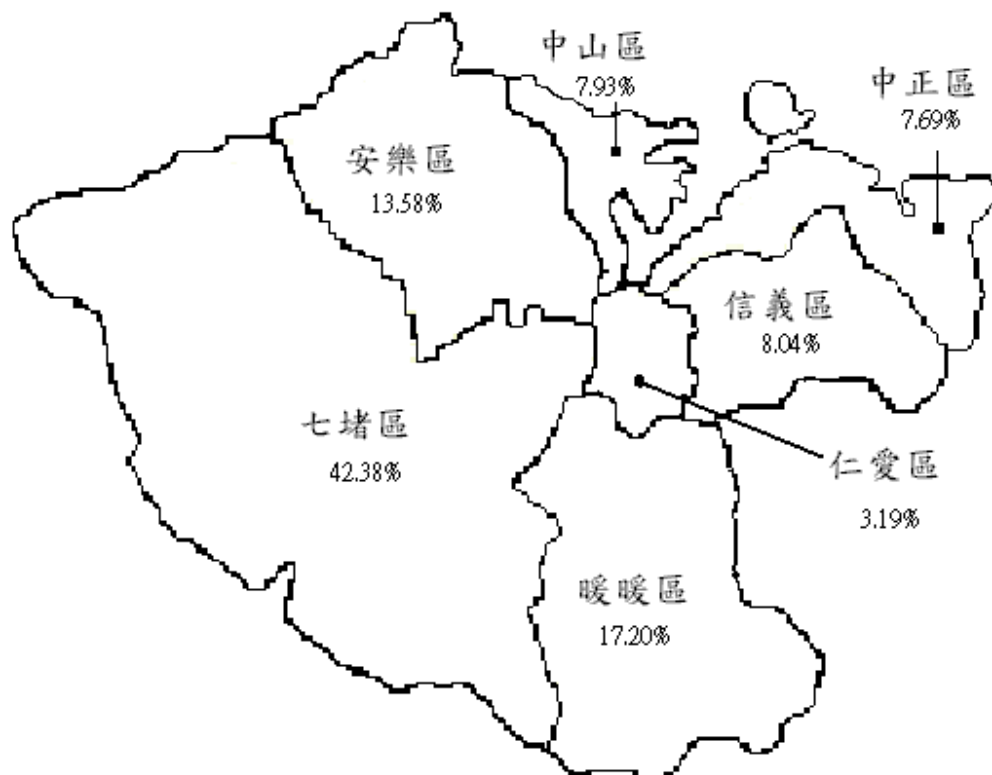 中山區
7.93%
中正區
7.69%
安樂區
13.58%
信義區
8.04%
七堵區
42.38%
仁愛區
3.19%
暖暖區
17.20%